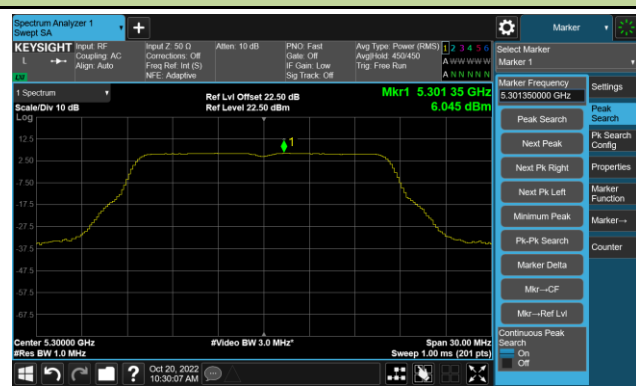 Spectrum Analyzer 1
Swept SA
+
Marker
KEYSIGHT
L
LW
Input: RF
Coupling: AC
Align: Auto
Input Z: 50 Ω
Corrections: Off
Freq Ref: Int (S)
NFE: Adaptive
Atten: 10 dB
PNO: Fast
Gate: Off
IF Gain: Low
Sig Track: Off
Avg Type: Power (RMS)
Avg|Hold: 450/450
Trig: Free Run
1 2 3 4 5 6
A W W W W W
A N N N N N
Select Marker
Marker 1
1 Spectrum
Scale/Div 10 dB
Log
Ref Lvl Offset 22.50 dB
Ref Level 22.50 dBm
Mkr1 5.301 35 GHz
6.045 dBm
1
12.5
2.50
-7.50
-17.5
-27.5
-37.5
-47.5
-57.5
-67.5
Center 5.30000 GHz
#Res BW 1.0 MHz
#Video BW 3.0 MHz*
Span 30.00 MHz
Sweep 1.00 ms (201 pts)
Marker Frequency
5.301350000 GHz
Peak Search
Next Peak
Next Pk Right
Next Pk Left
Minimum Peak
Pk-Pk Search
Marker Delta
Mkr→CF
Mkr→Ref Lvl
Continuous Peak
Search
On
Off
Settings
Peak
Search
Pk Search
Config
Properties
Marker
Function
Marker→
Counter
?
Oct 20, 2022
10:30:07 AM